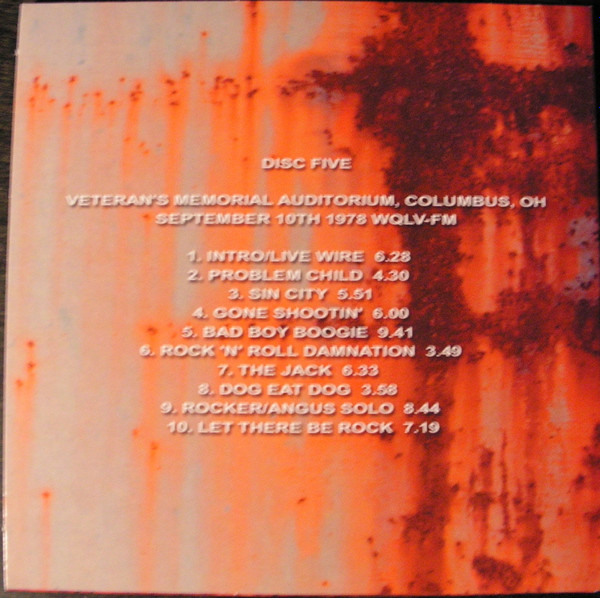 DISC FIVE
VETERAN'S MEMORIAL AUDITORIUM, COLUMBUS, OH
SEPTEMBER 10TH 1978 WQLV-FM
1. INTRO/LIVE WIRE 6.28
2. PROBLEM CHILD 4.30
3. SIN CITY 5.51
4. GONE SHOOTIN' 6.00
5. BAD BOY BOOGIE 9.41
6. ROCK 'N' ROLL DAMNATION 3.49
7. THE JACK 6.33
8. DOG EAT DOG 3.58
9. ROCKER/ANGUS SOLO 8.44
10. LET THERE BE ROCK 7.19